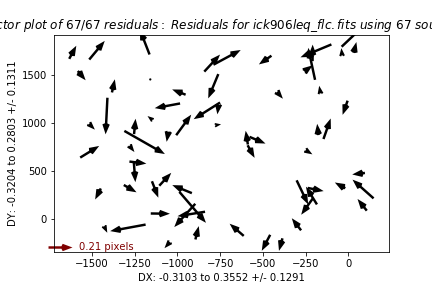 ctor plot of 67/67 residuals: Residuals for ick906leq_flc.fits using 67 sour
DY: -0.3204 to 0.2803 +/- 0.1311
1500
1000
500
0
0.21 pixels
−1500 −1250 −1000 −750 −500 −250 0
DX: -0.3103 to 0.3552 +/- 0.1291